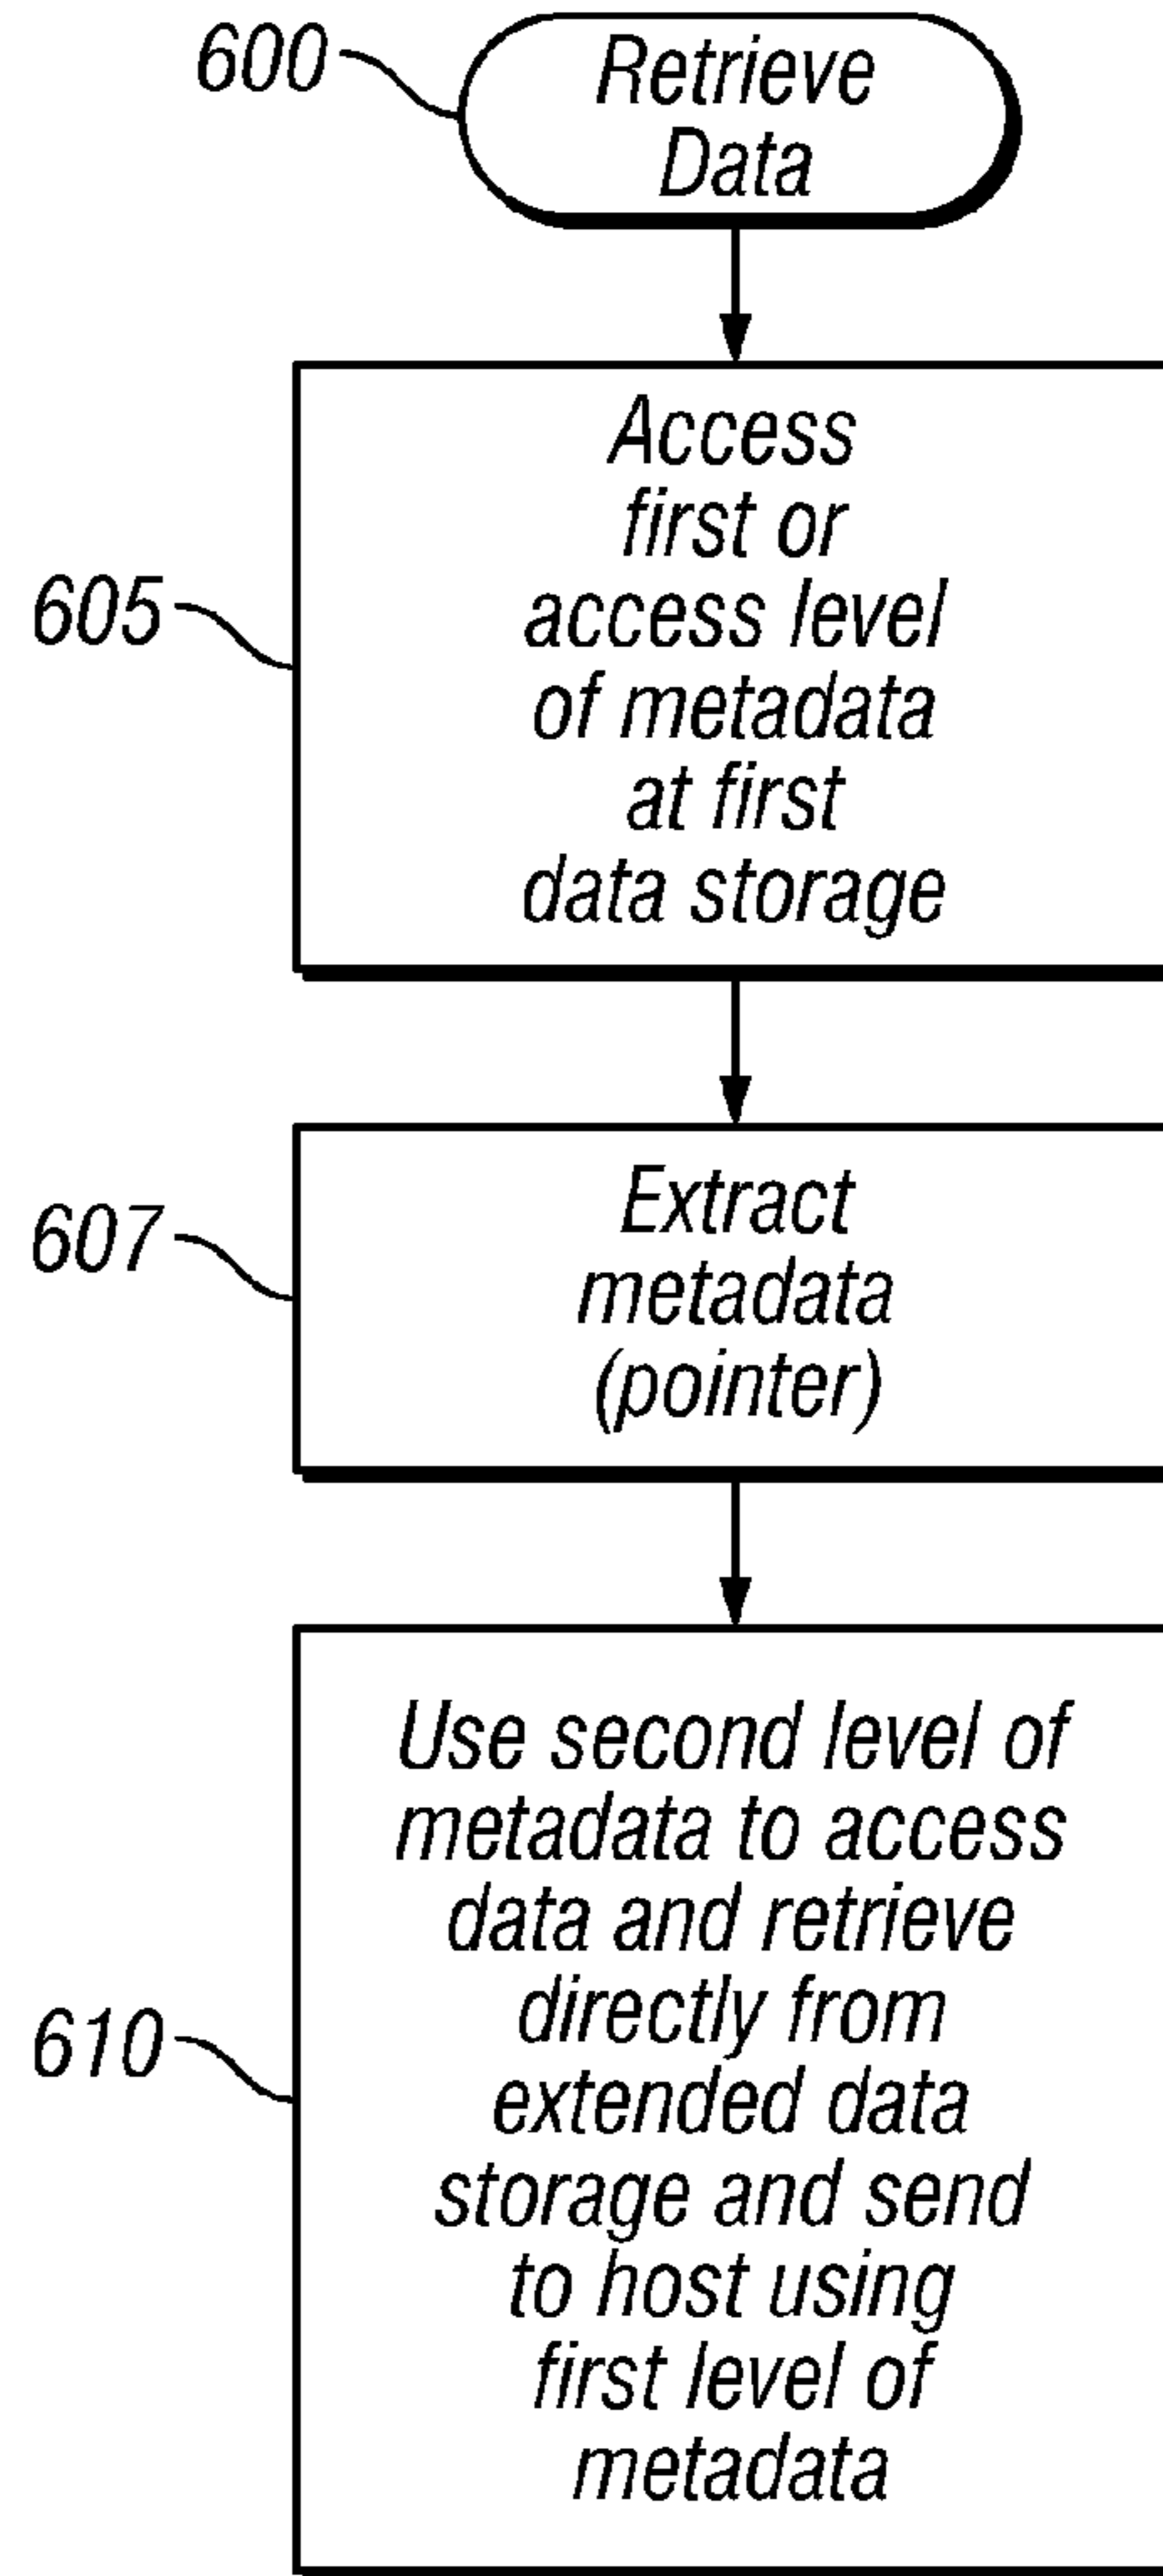 600
Retrieve
Data
605
Access
first or
access level
of metadata
at first
data storage
607
Extract
metadata
(pointer)
610
Use second level of
metadata to access
data and retrieve
directly from
extended data
storage and send
to host using
first level of
metadata